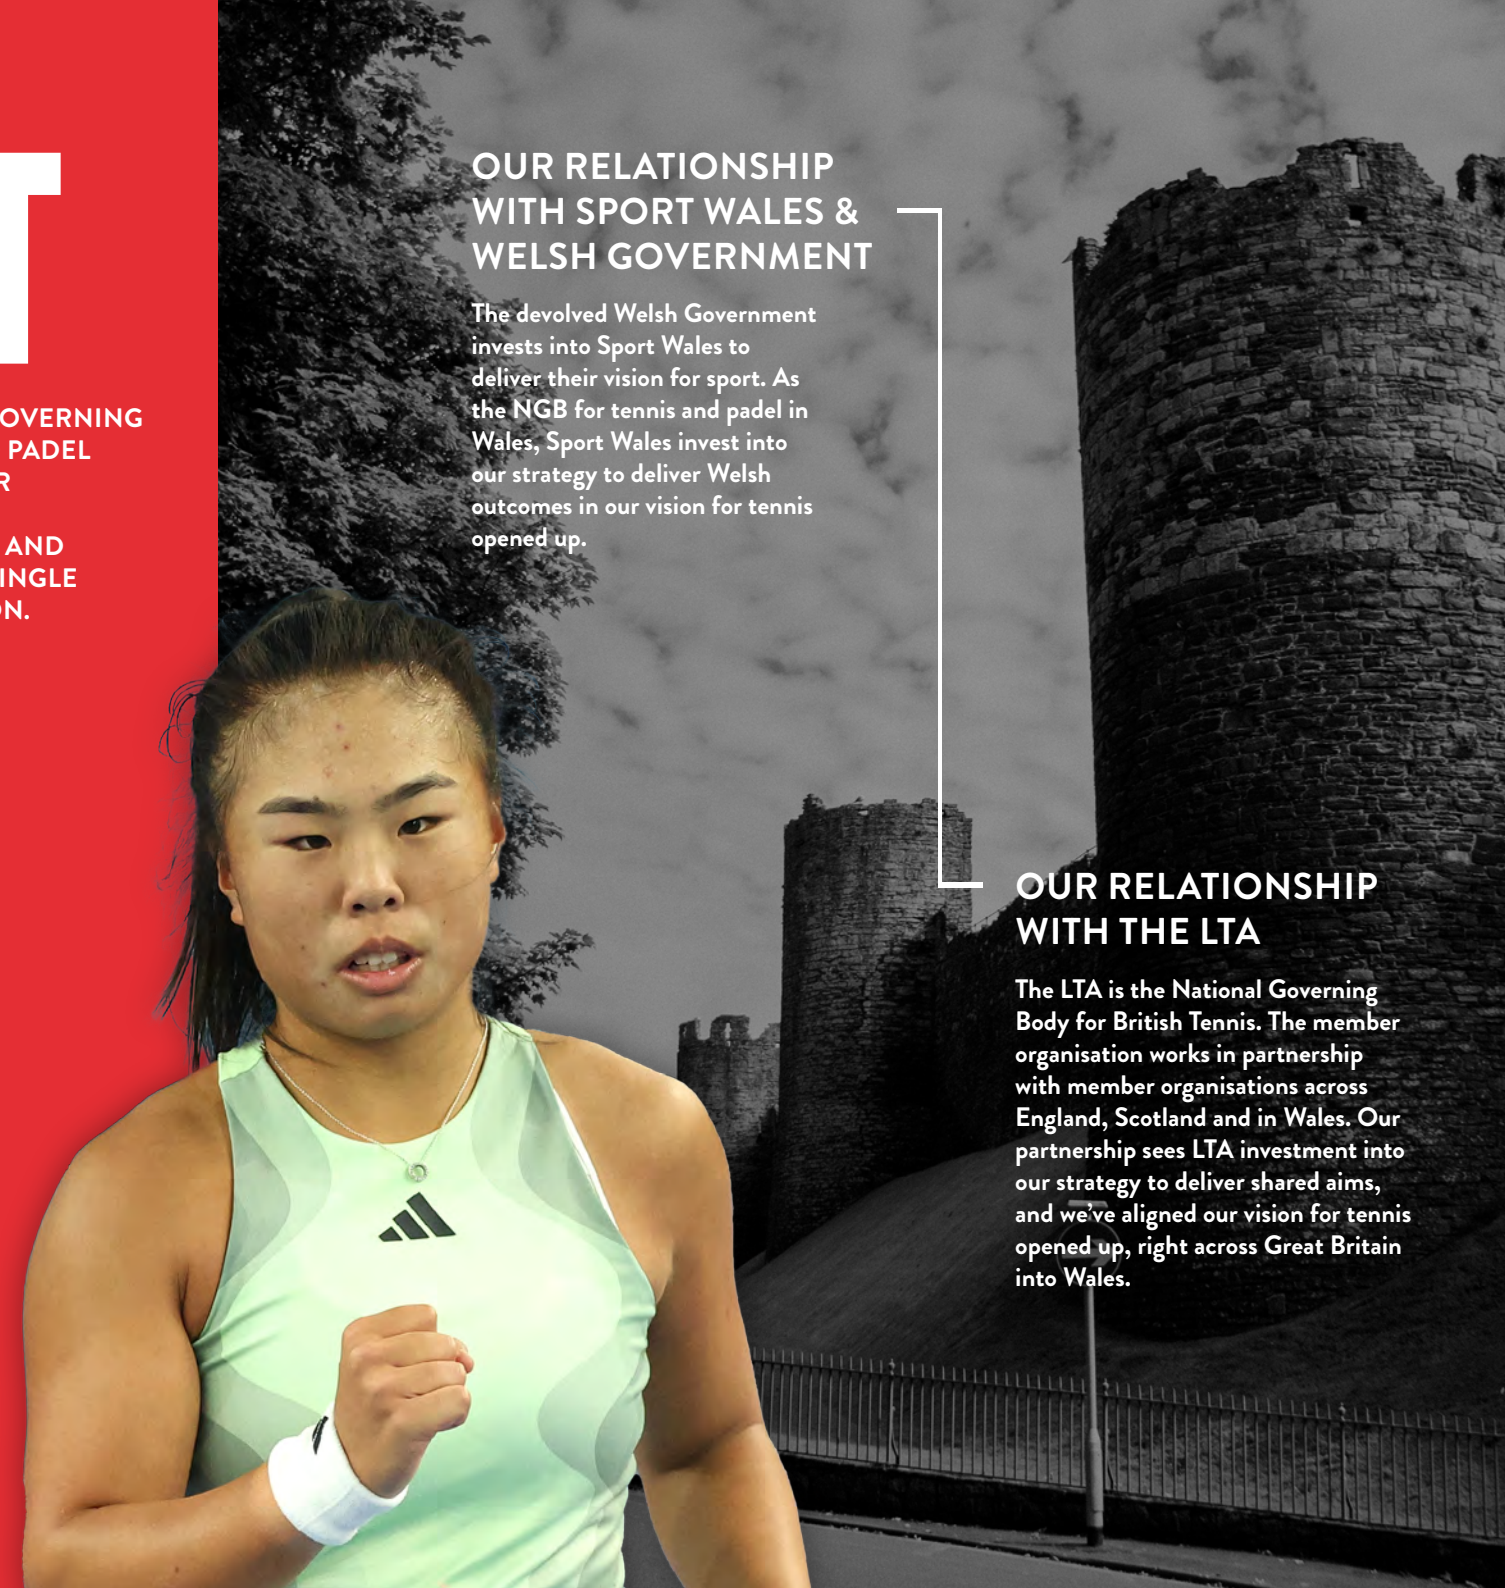 T
OVERNING
PADEL
R
AND
INGLE
ON.
OUR RELATIONSHIP
WITH SPORT WALES &
WELSH GOVERNMENT
The devolved Welsh Government
invests into Sport Wales to
deliver their vision for sport. As
the NGB for tennis and padel in
Wales, Sport Wales invest into
our strategy to deliver Welsh
outcomes in our vision for tennis
opened up.
OUR RELATIONSHIP
WITH THE LTA
The LTA is the National Governing
Body for British Tennis. The member
organisation works in partnership
with member organisations across
England, Scotland and in Wales. Our
partnership sees LTA investment into
our strategy to deliver shared aims,
and we've aligned our vision for tennis
opened up, right across Great Britain
into Wales.